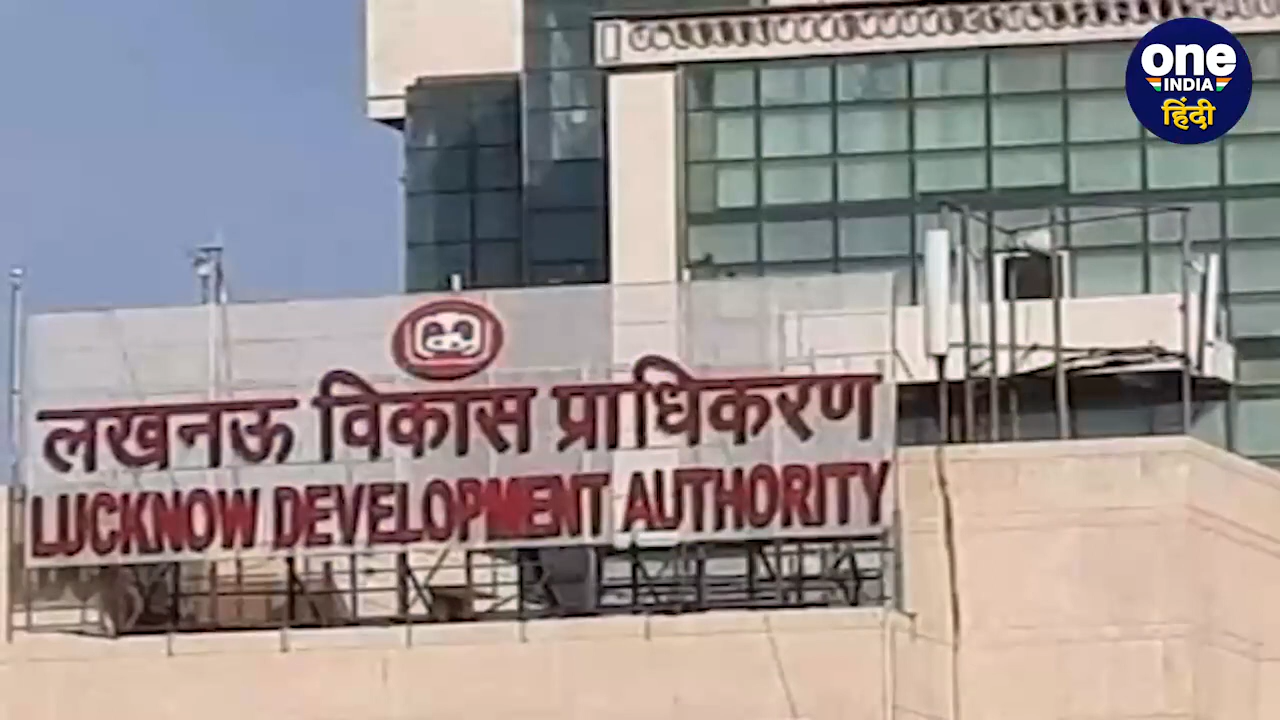 one
INDIA
हिंदी
लखनऊ विकास प्राधिकरण
LUCKNOW DEVELOPMENT AUTHORITY